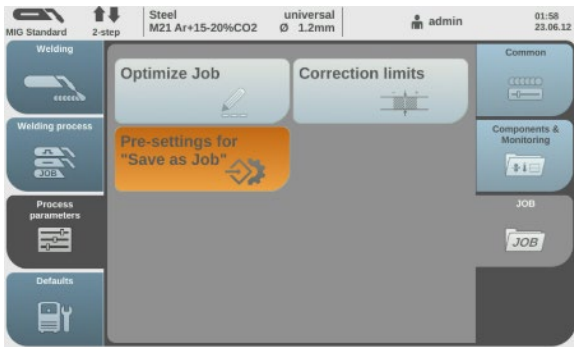 MIG Standard
2-step
Steel universal
M21 Ar+15-20%CO2 Ø 1.2mm
admin
01:58
23.06.12
Welding
Welding process
JOB
Process
parameters
Defaults
Optimize Job
Correction limits
Pre-settings for
"Save as Job"
Common
Components &
Monitoring
JOB
JOB